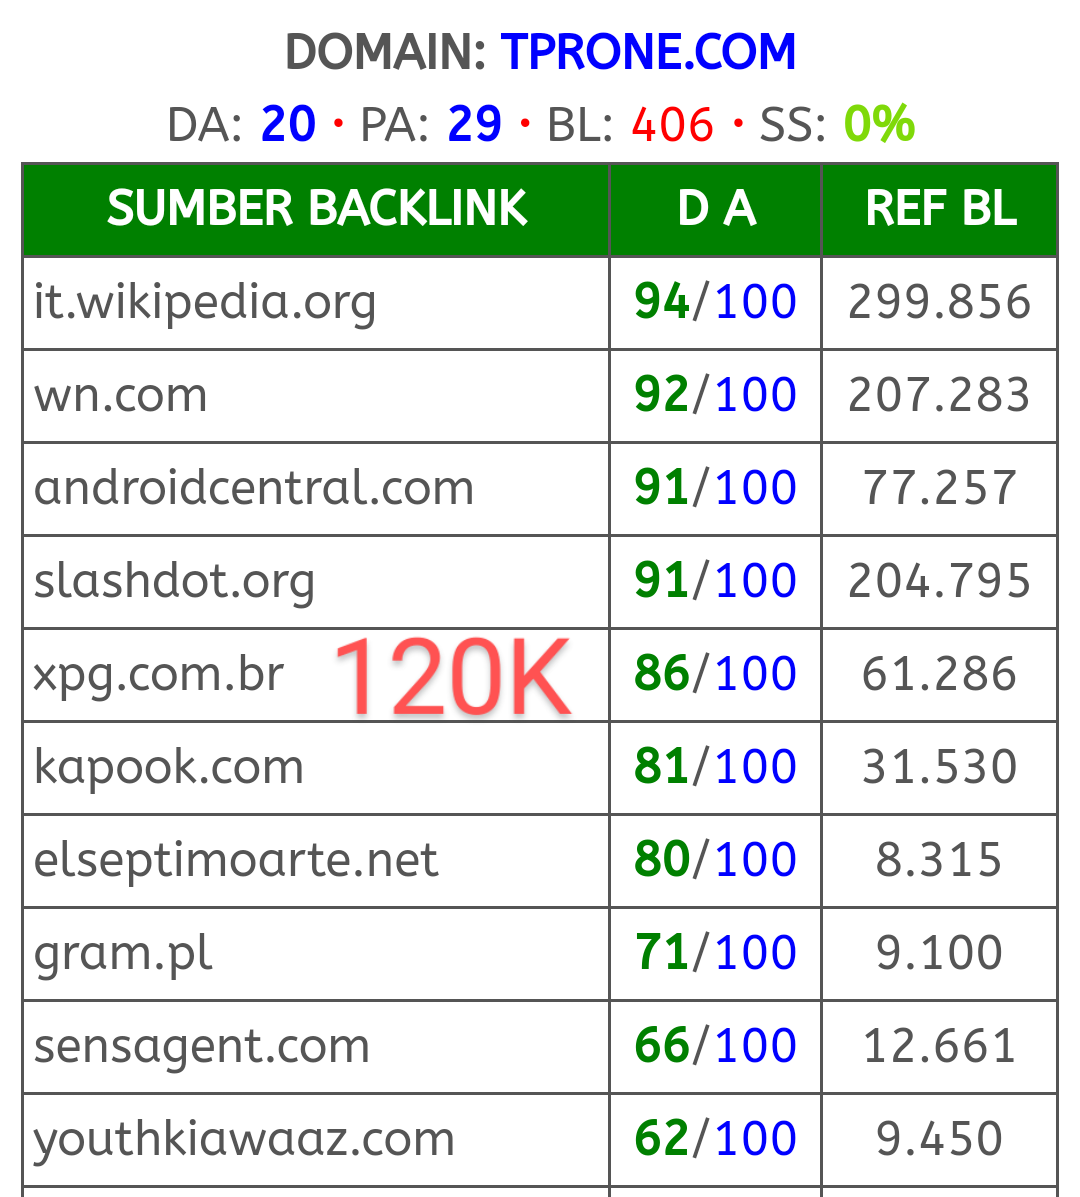 DOMAIN: TPRONE.COM
DA: 20 • PA: 29 • BL: 406 • SS: 0%
SUMBER BACKLINK D A REF BL
it.wikipedia.org 94/100 299.856
wn.com 92/100 207.283
androidcentral.com 91/100 77.257
slashdot.org 91/100 204.795
xpg.com.br 120K 86/100 61.286
kapook.com 81/100 31.530
elseptimoarte.net 80/100 8.315
gram.pl 71/100 9.100
sensagent.com 66/100 12.661
youthkiawaaz.com 62/100 9.450